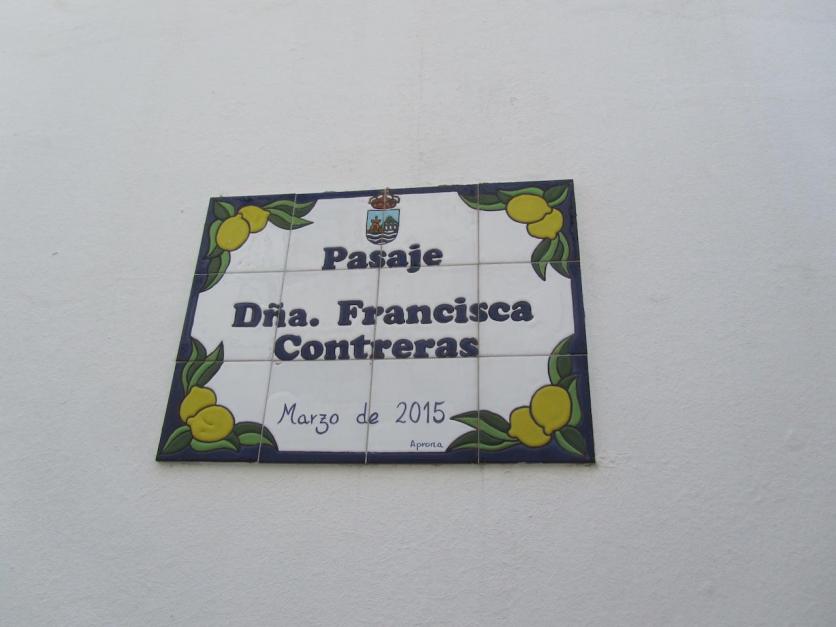 Pasaje
Dña. Francisca
Contreras
Marzo de 2015
Aprona